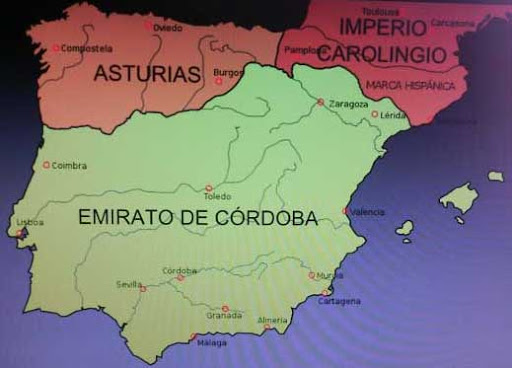 Toulouse
Oviedo
IMPERIO
Carcasona
Compostela
Pamplona
CAROLINGIO
ASTURIAS
Burgos
MARCA HISPÁNICA
Zaragoza
Lérida
Coimbra
Toledo
Lisboa
EMIRATO DE CÓRDOBA
Valencia
Córdoba
Murcia
Sevilla
Cartagena
Granada
Almería
Málaga